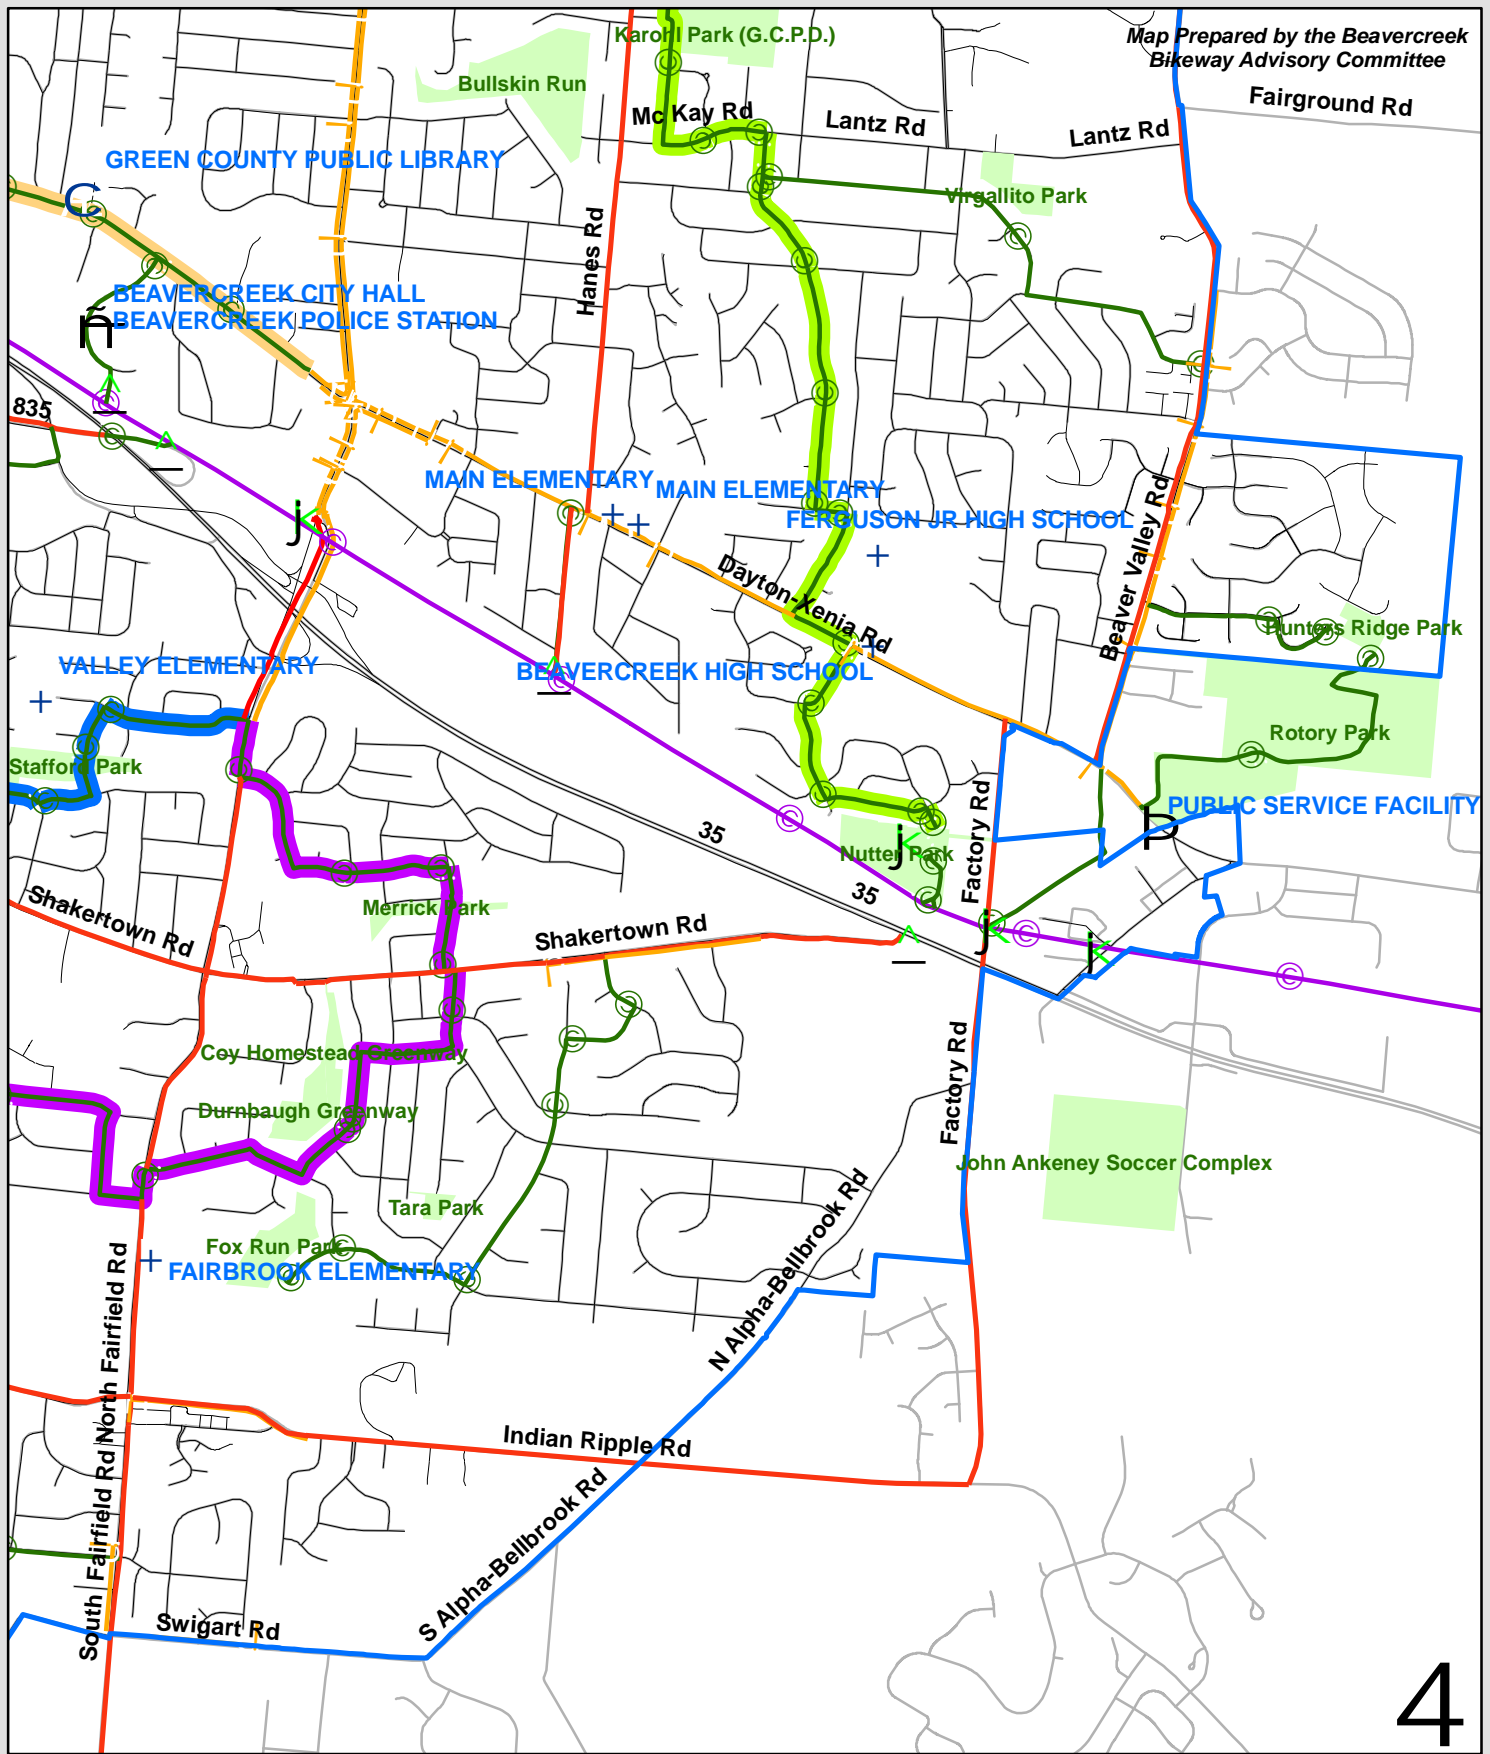 Karohl Park (G.C.P.D.)
Map Prepared by the Beavercreek
Bikeway Advisory Committee
Bullskin Run
Fairground Rd
Mc Kay Rd
Lantz Rd
Lantz Rd
GREEN COUNTY PUBLIC LIBRARY
Virgallito Park
Hanes Rd
BEAVERCREEK CITY HALL
BEAVERCREEK POLICE STATION
835
MAIN ELEMENTARY
MAIN ELEMENTARY
FERGUSON JR HIGH SCHOOL
Beaver Valley Rd
Dayton-Xenia Rd
Hunters Ridge Park
VALLEY ELEMENTARY
BEAVERCREEK HIGH SCHOOL
Rotory Park
Stafford Park
PUBLIC SERVICE FACILITY
35
Factory Rd
Nutter Park
35
Merrick Park
Shakertown Rd
Shakertown Rd
Factory Rd
Coy Homestead Greenway
Durnbaugh Greenway
John Ankeney Soccer Complex
Tara Park
N Alpha-Bellbrook Rd
Fox Run Park
FAIRBROOK ELEMENTARY
North Fairfield Rd
Indian Ripple Rd
South Fairfield Rd
S Alpha-Bellbrook Rd
Swigart Rd
4